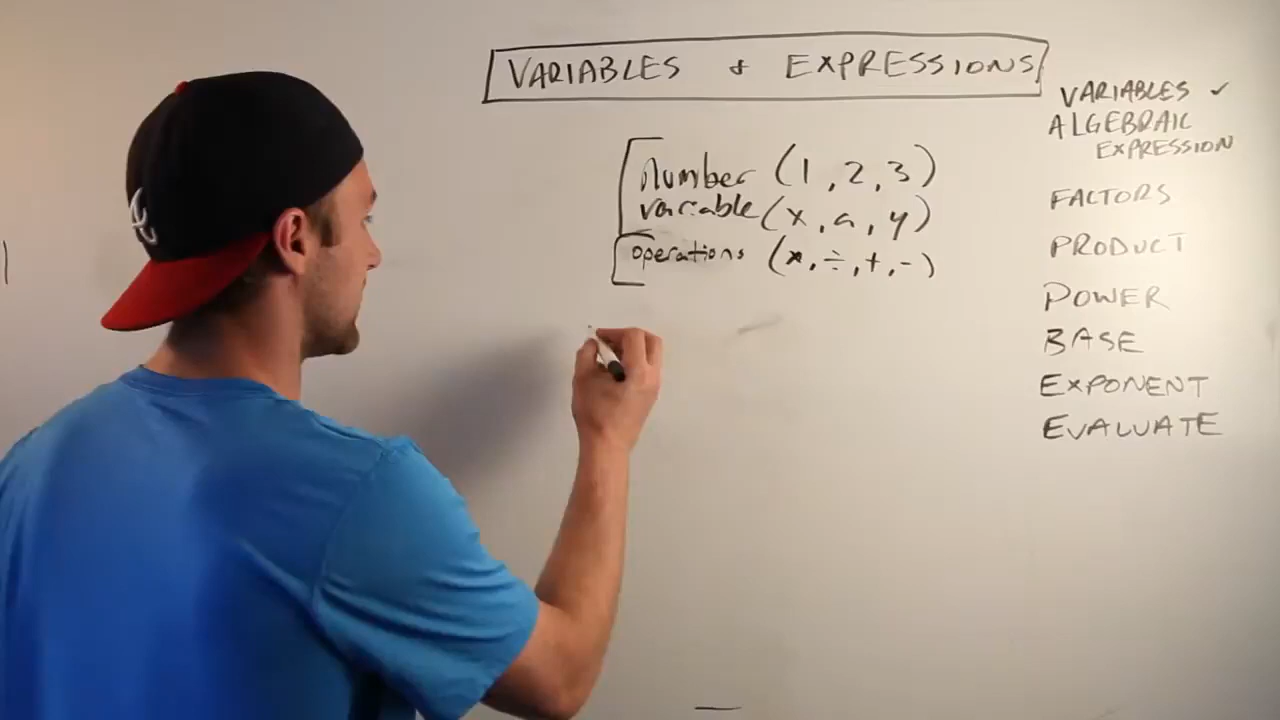 VARIABLES + EXPRESSIONS
number (1, 2, 3)
variable (x, a, y)
operations (×, ÷, +, -)
VARIABLES ✓
ALGEBRAIC
EXPRESSION
FACTORS
PRODUCT
POWER
BASE
EXPONENT
EVALUATE
A